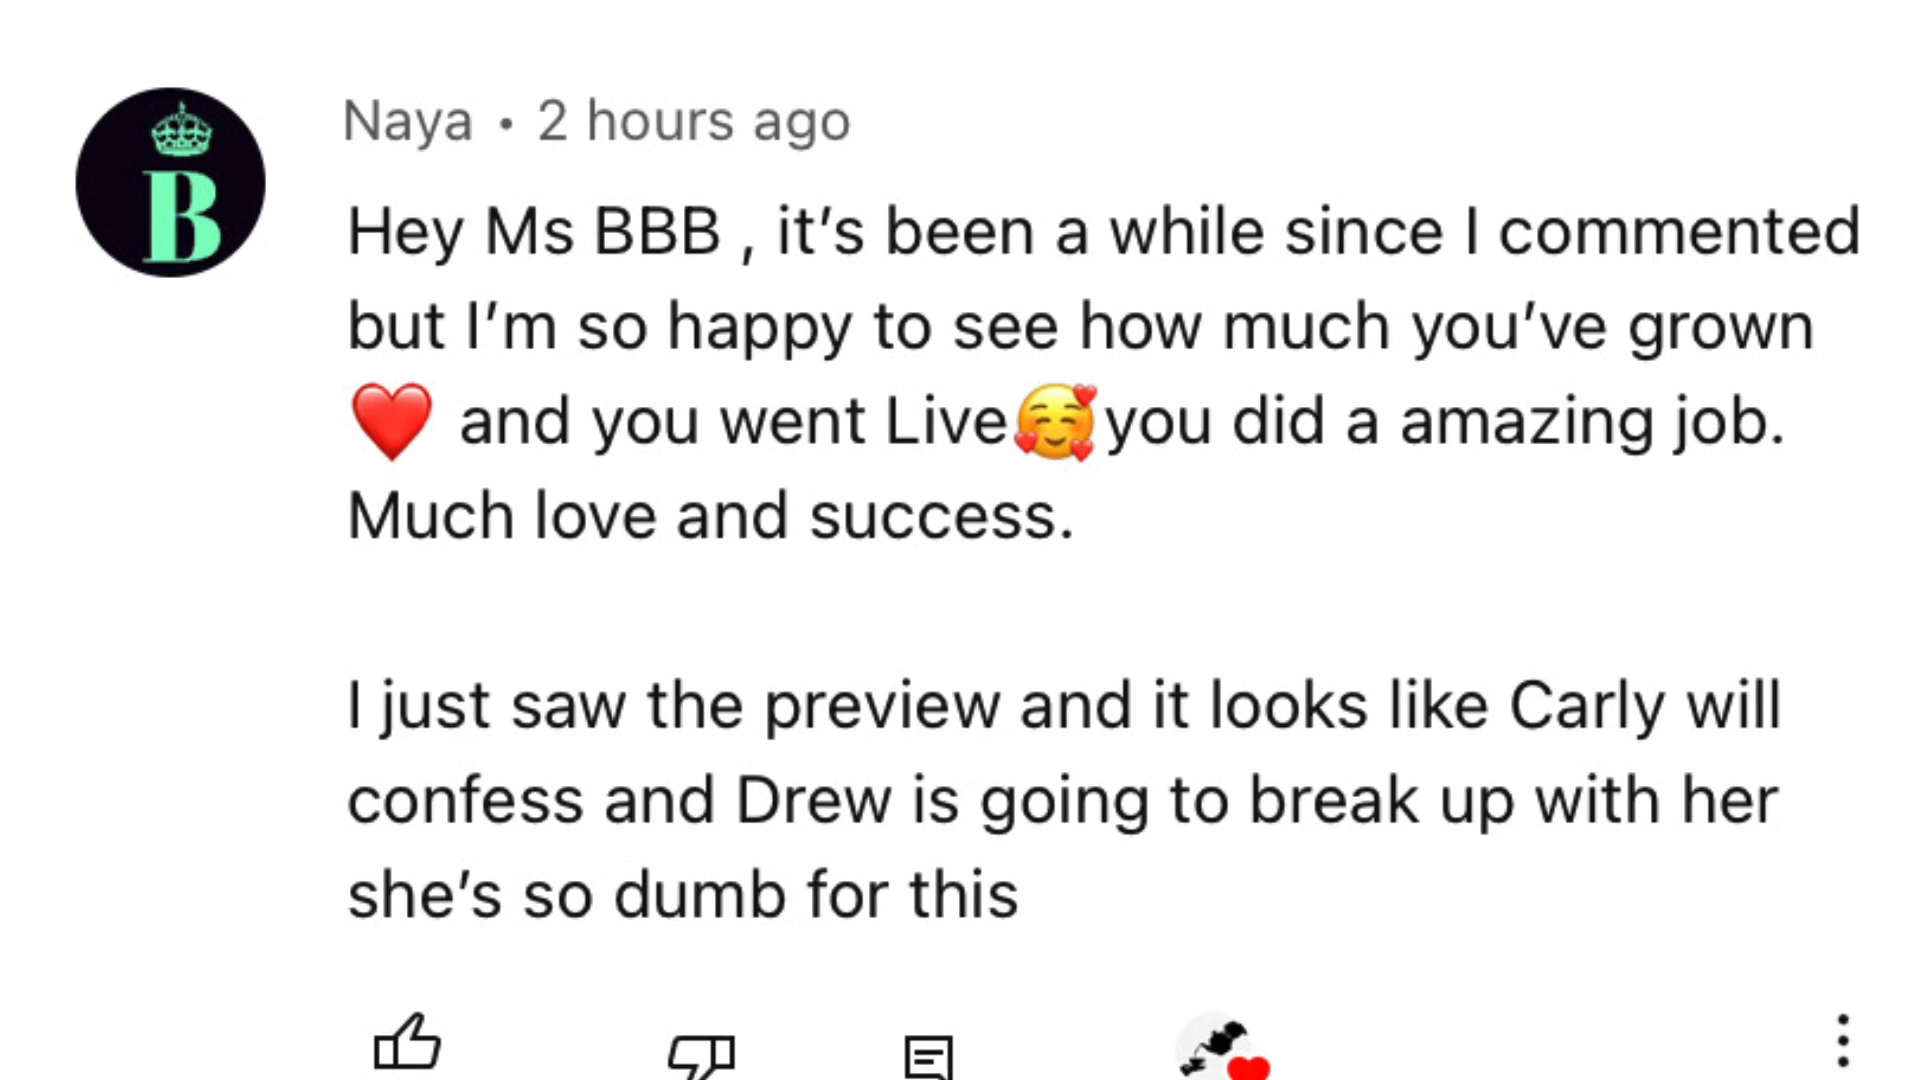 B
Naya • 2 hours ago
Hey Ms BBB , it’s been a while since I commented
but I’m so happy to see how much you’ve grown
❤️ and you went Live🥰you did a amazing job.
Much love and success.
I just saw the preview and it looks like Carly will
confess and Drew is going to break up with her
she’s so dumb for this